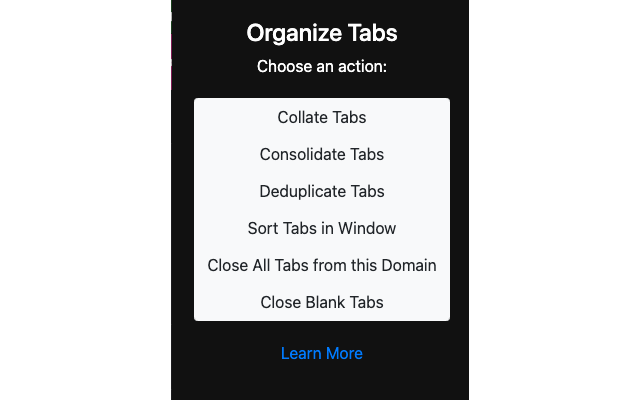 Organize Tabs
Choose an action:
Collate Tabs
Consolidate Tabs
Deduplicate Tabs
Sort Tabs in Window
Close All Tabs from this Domain
Close Blank Tabs
Learn More